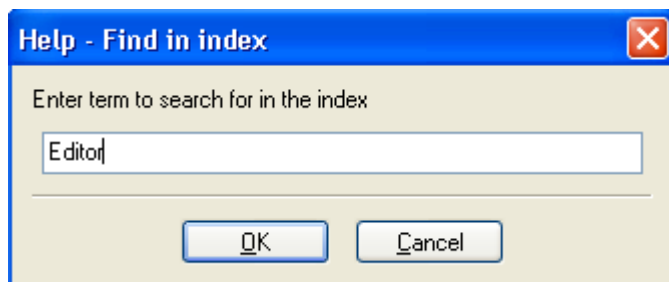 Help - Find in index
Enter term to search for in the index
Editor
OK
Cancel